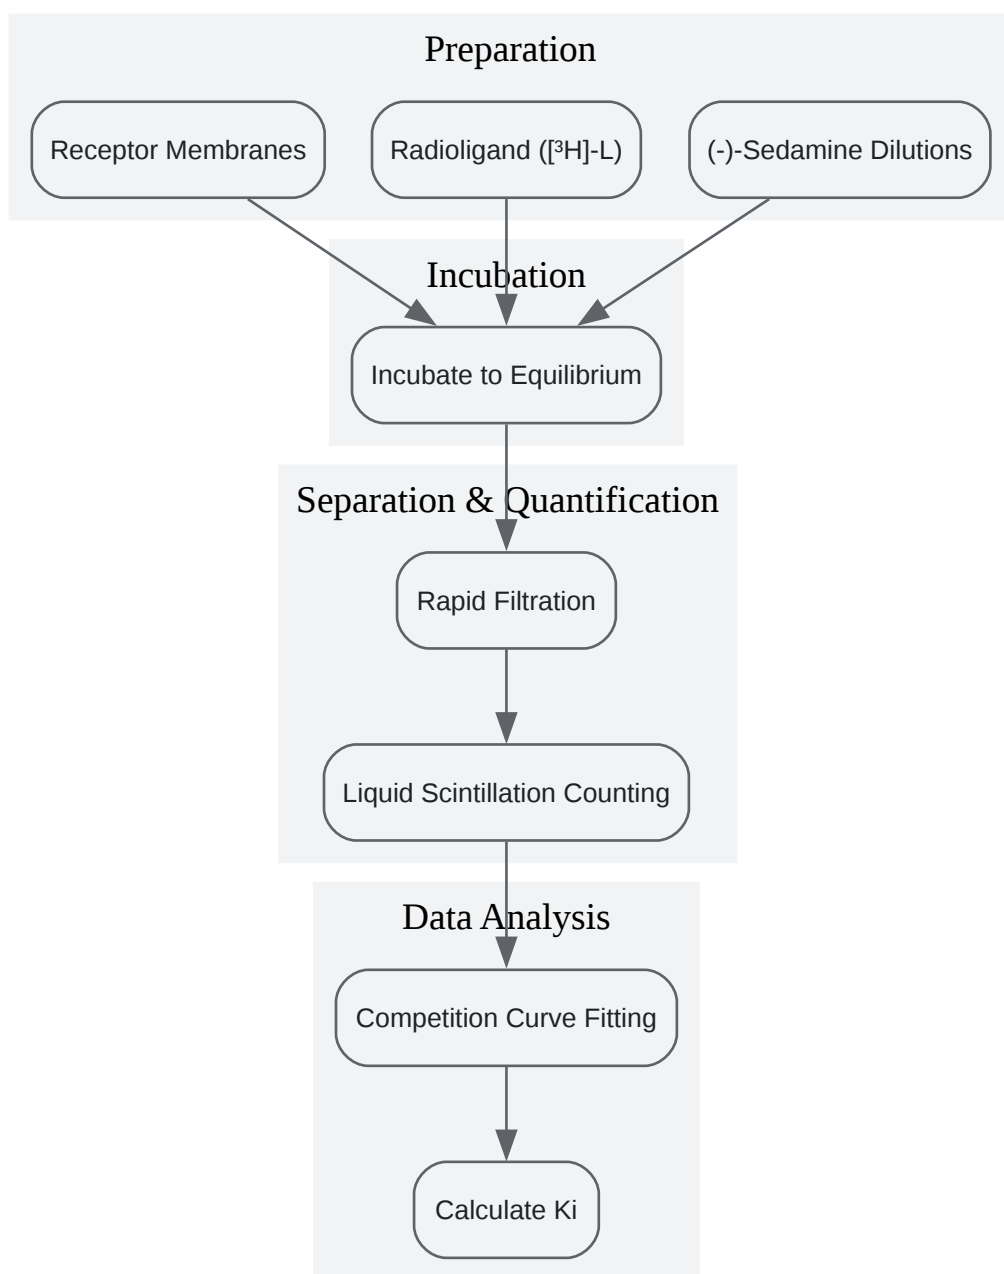 Preparation
Receptor Membranes
Radioligand ([³H]-L)
(-)-Sedamine Dilutions
Incubation
Incubate to Equilibrium
Separation & Quantification
Rapid Filtration
Liquid Scintillation Counting
Data Analysis
Competition Curve Fitting
Calculate Ki